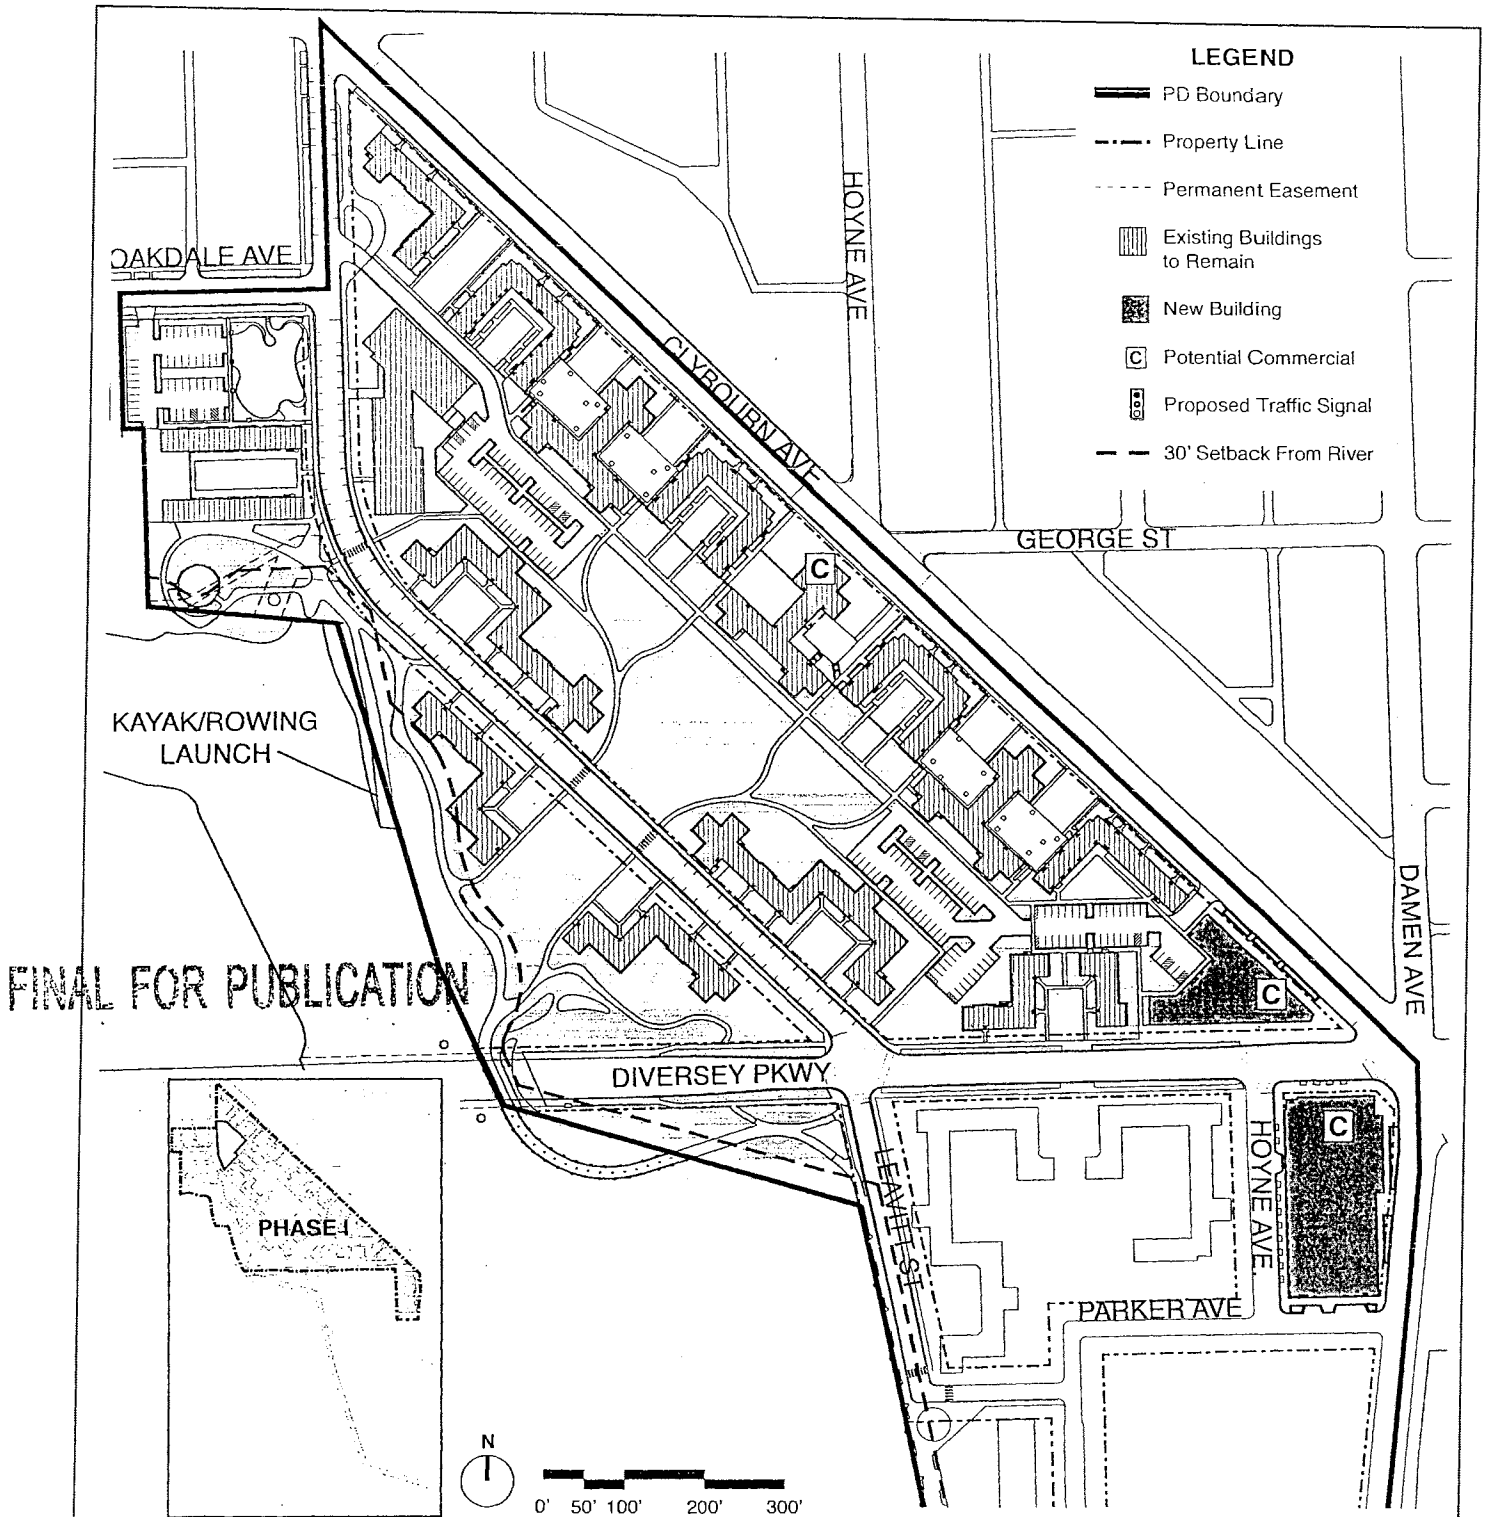 LEGEND
PD Boundary
Property Line
Permanent Easement
Existing Buildings
to Remain
New Building
C Potential Commercial
Proposed Traffic Signal
30' Setback From River
HOYNE AVE
OAKDALE AVE
CLYBOURN AVE
C
GEORGE ST
KAYAK/ROWING
LAUNCH
DAMEN AVE
FINAL FOR PUBLICATION
C
DIVERSEY PKWY
C
HOYNE AVE.
LEAVITT ST
PHASE I
PARKER AVE
N
0' 50' 100' 200' 300'